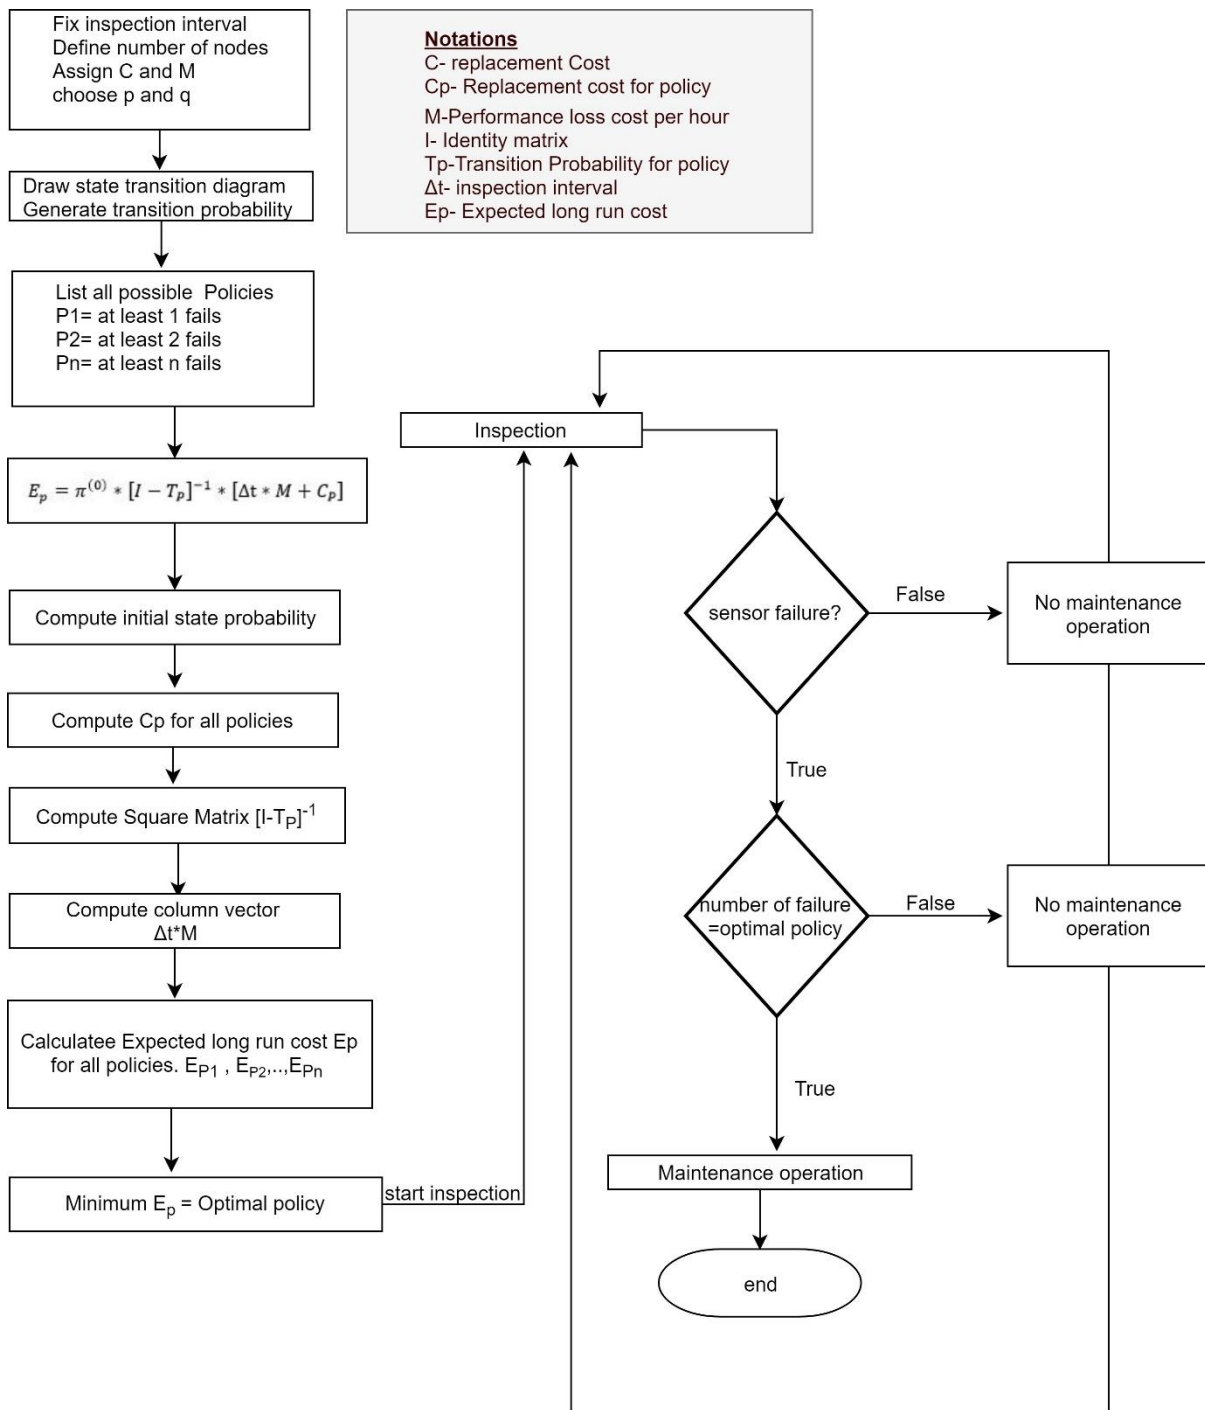 Fix inspection interval
Define number of nodes
Assign C and M
choose p and q
Notations
C- replacement Cost
Cp- Replacement cost for policy
M-Performance loss cost per hour
I- Identity matrix
Tp-Transition Probability for policy
Δt- inspection interval
Ep- Expected long run cost
Draw state transition diagram
Generate transition probability
List all possible Policies
P1= at least 1 fails
P2= at least 2 fails
Pn= at least n fails
E_p = π^(0) * [I − T_P]^−1 * [Δt * M + C_P]
Compute initial state probability
Compute Cp for all policies
Compute Square Matrix [I-T_P]^-1
Compute column vector
Δt*M
Calculatee Expected long run cost Ep
for all policies. E_P1 , E_P2,..,E_Pn
Minimum E_p = Optimal policy
start inspection
Inspection
sensor failure?
False
No maintenance
operation
True
number of failure
=optimal policy
False
No maintenance
operation
True
Maintenance operation
end